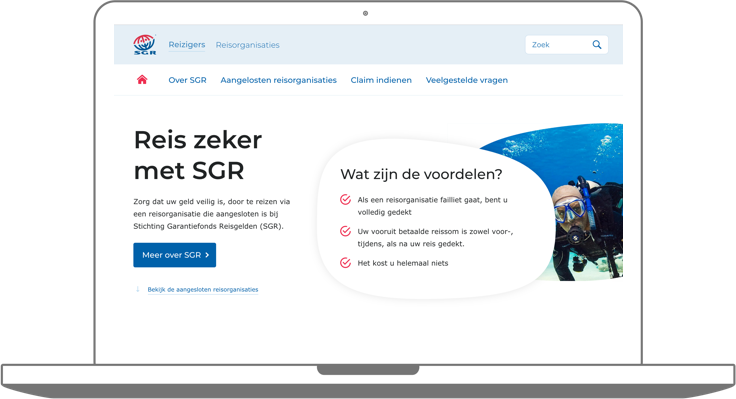 SGR
Reizigers Reisorganisaties
Zoek
Over SGR Aangelosten reisorganisaties Claim indienen Veelgestelde vragen
Reis zeker
met SGR
Zorg dat uw geld veilig is, door te reizen via
een reisorganisatie die aangesloten is bij
Stichting Garantiefonds Reisgelden (SGR).
Meer over SGR
Bekijk de aangesloten reisorganisaties
Wat zijn de voordelen?
Als een reisorganisatie failliet gaat, bent u
volledig gedekt
Uw vooruit betaalde reissom is zowel voor-,
tijdens, als na uw reis gedekt.
Het kost u helemaal niets